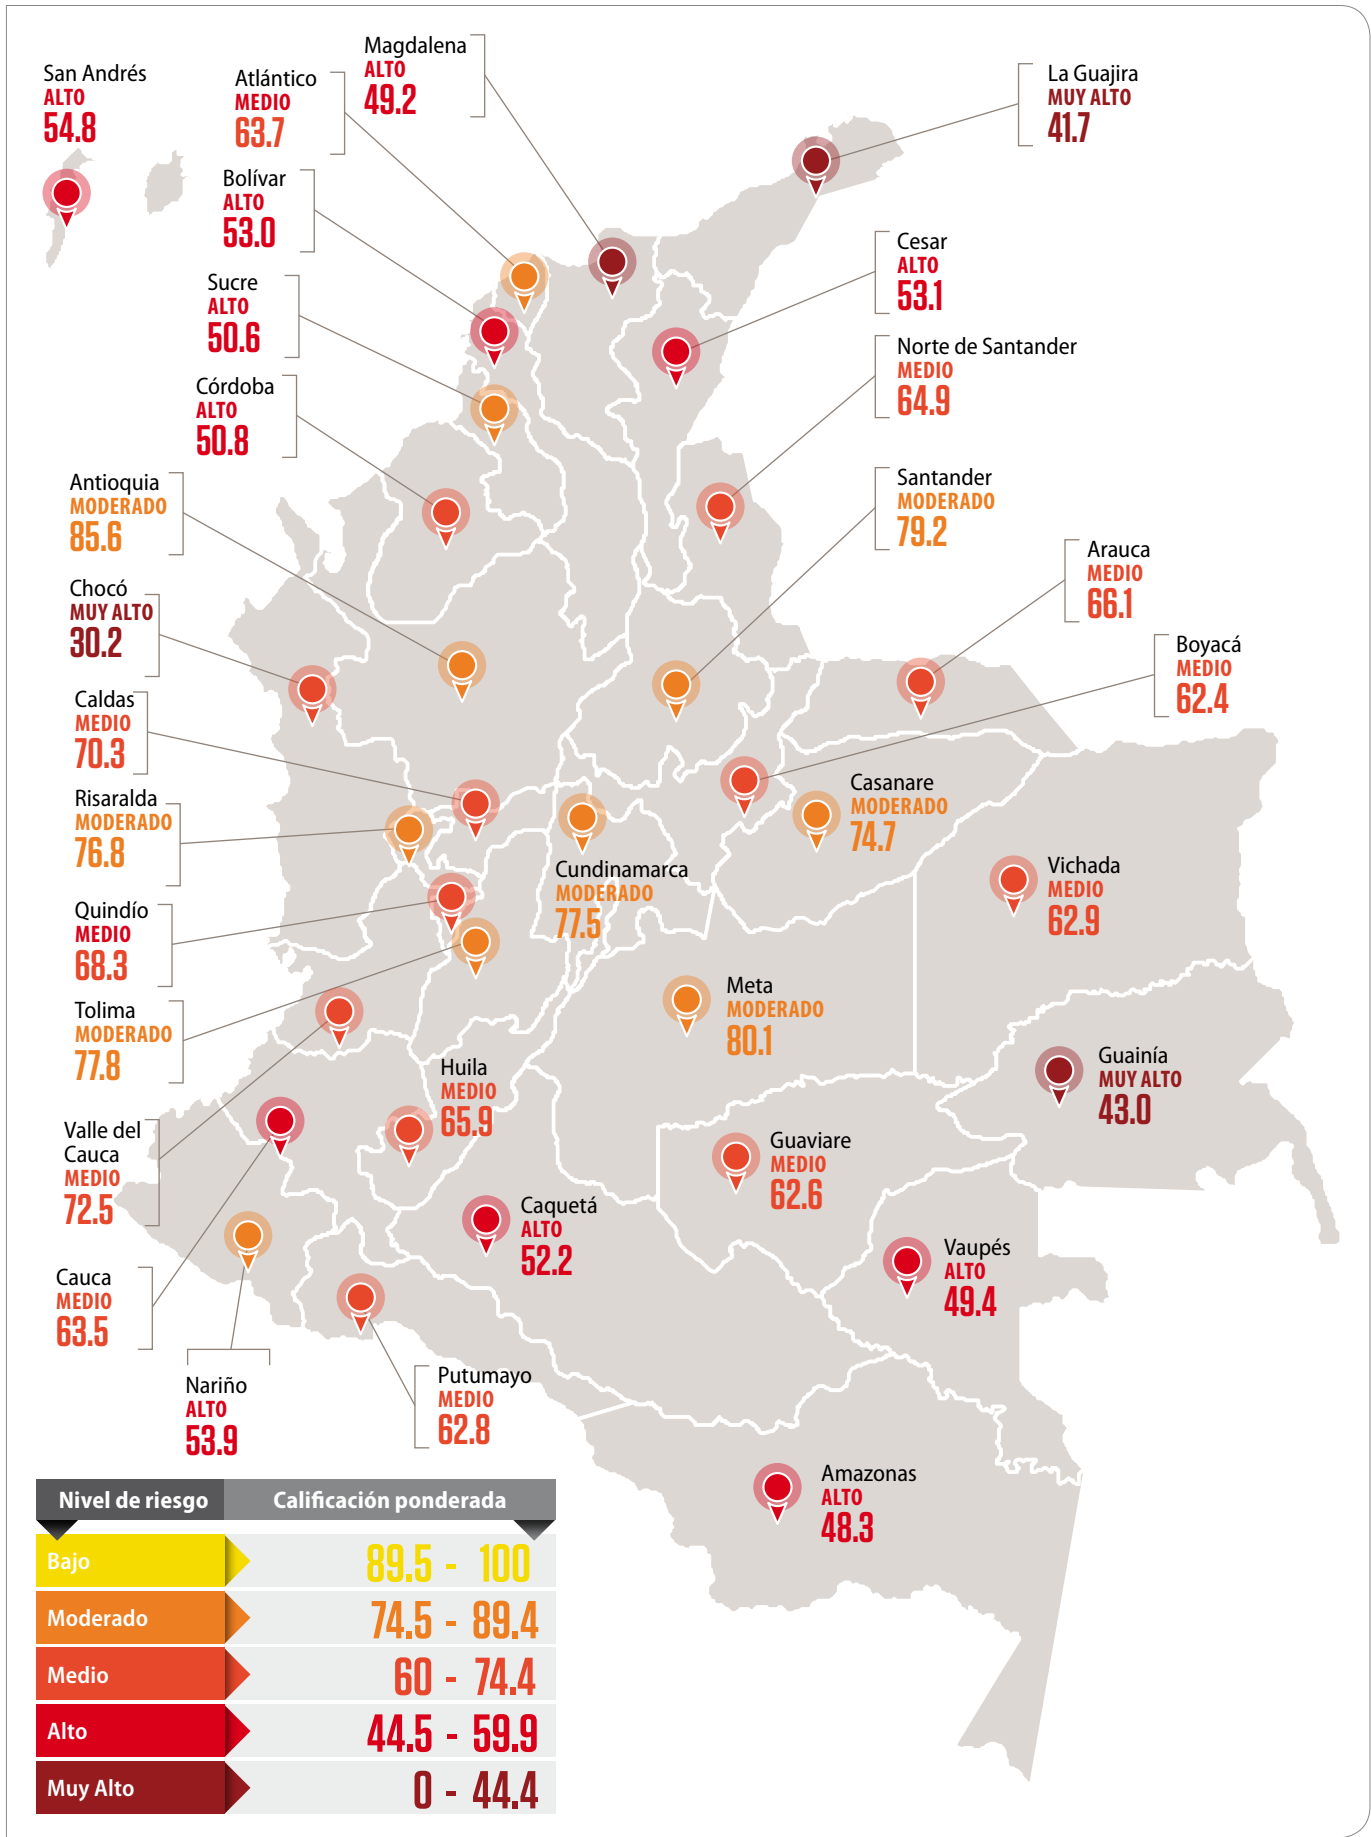 San Andrés
ALTO
54.8
Atlántico
MEDIO
63.7
Magdalena
ALTO
49.2
La Guajira
MUY ALTO
41.7
Bolívar
ALTO
53.0
Cesar
ALTO
53.1
Sucre
ALTO
50.6
Norte de Santander
MEDIO
64.9
Córdoba
ALTO
50.8
Antioquia
MODERADO
85.6
Santander
MODERADO
79.2
Arauca
MEDIO
66.1
Chocó
MUY ALTO
30.2
Boyacá
MEDIO
62.4
Caldas
MEDIO
70.3
Casanare
MODERADO
74.7
Risaralda
MODERADO
76.8
Cundinamarca
MODERADO
77.5
Vichada
MEDIO
62.9
Quindío
MEDIO
68.3
Meta
MODERADO
80.1
Tolima
MODERADO
77.8
Huila
MEDIO
65.9
Guainía
MUY ALTO
43.0
Valle del
Cauca
MEDIO
72.5
Guaviare
MEDIO
62.6
Caquetá
ALTO
52.2
Vaupés
ALTO
49.4
Cauca
MEDIO
63.5
Nariño
ALTO
53.9
Putumayo
MEDIO
62.8
Amazonas
ALTO
48.3
Nivel de riesgo Calificación ponderada
Bajo 89.5 - 100
Moderado 74.5 - 89.4
Medio 60 - 74.4
Alto 44.5 - 59.9
Muy Alto 0 - 44.4